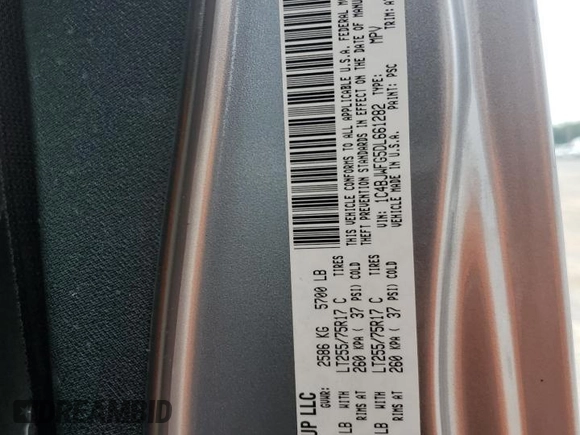 UP LLC
GVWR: 2586 KG 5700 LB
LB WITH LT255/75R17 C TIRES
RIMS AT 260 KPA ( 37 PSI) COLD
LB WITH LT255/75R17 C TIRES
RIMS AT 260 KPA ( 37 PSI) COLD
THIS VEHICLE CONFORMS TO ALL APPLICABLE U.S.A. FEDERAL
THEFT PREVENTION STANDARDS IN EFFECT ON THE DATE OF MANU
VIN: 1C4BJWFG5DL661282 TYPE: MPV
VEHICLE MADE IN U.S.A. PAINT: PSC TRIM:
DREAMBID